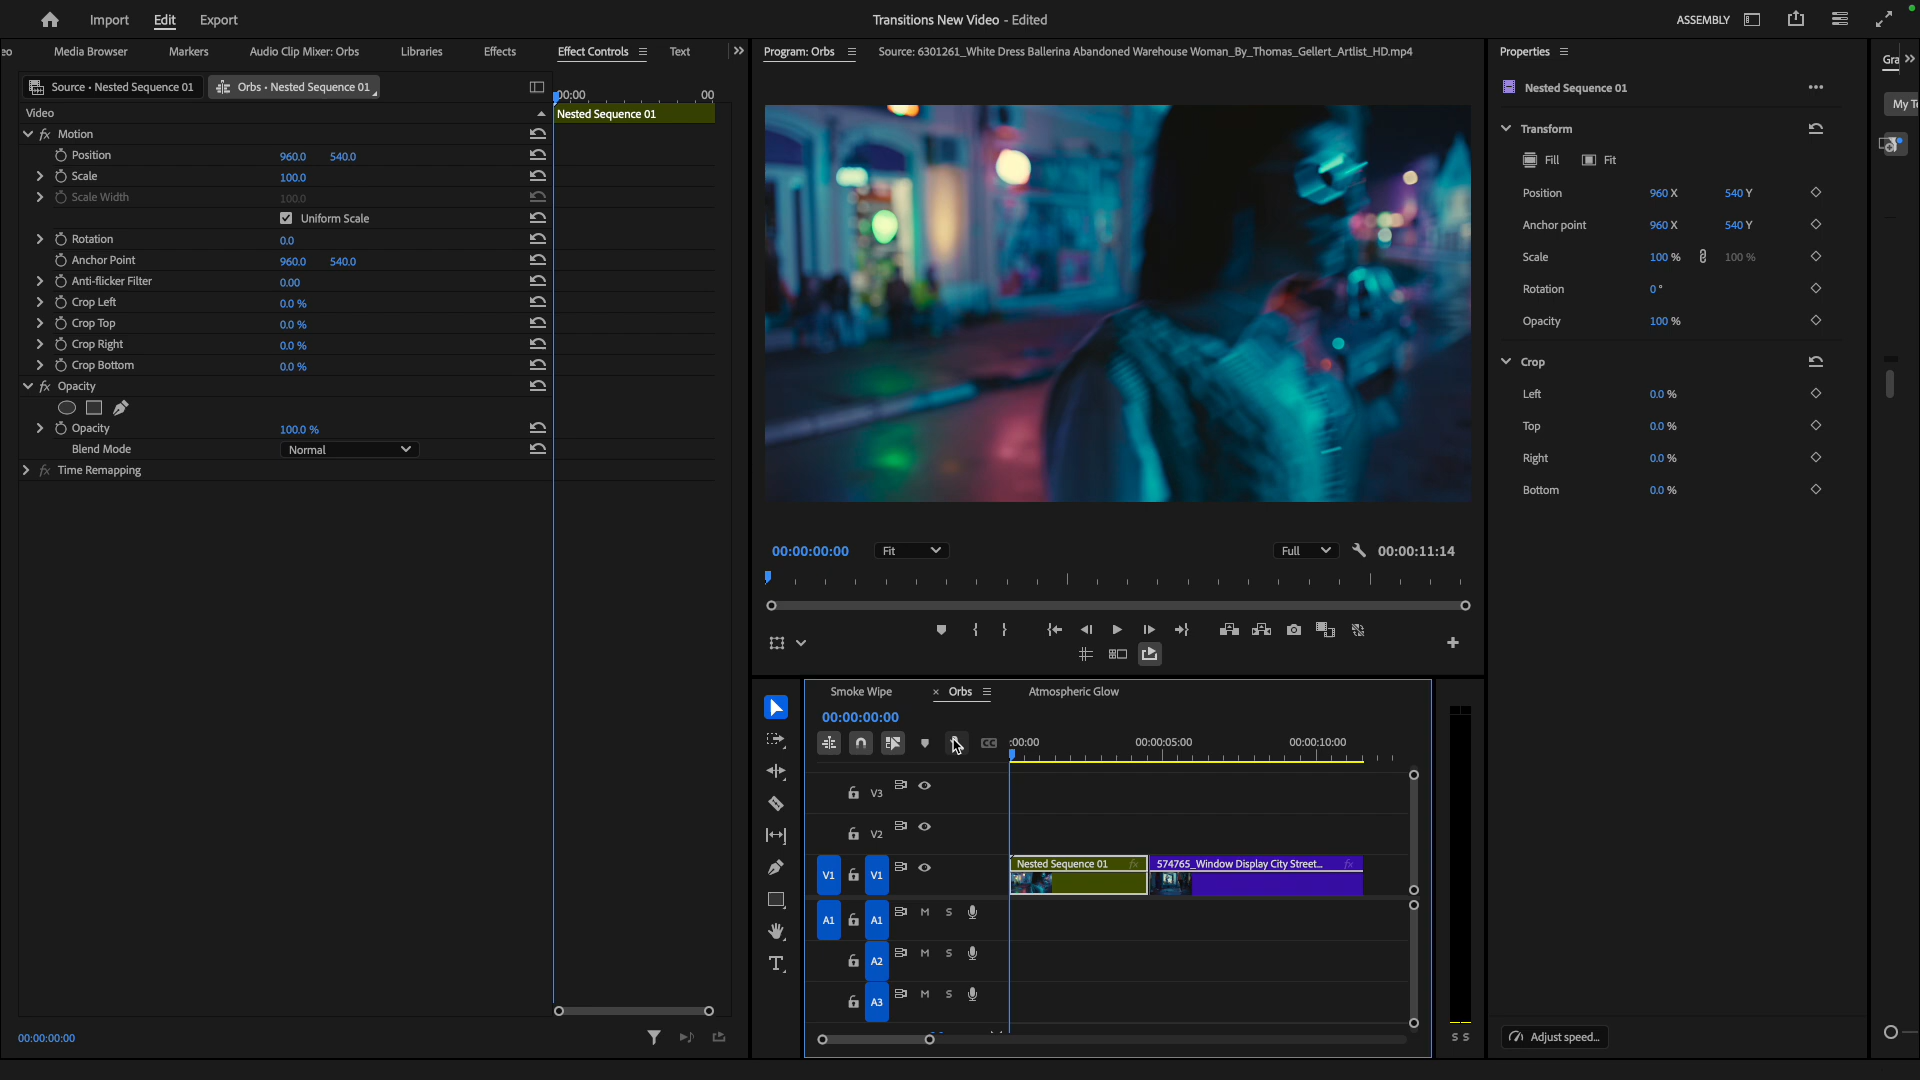 Import Edit Export Transitions New Video - Edited ASSEMBLY
Media Browser Markers Audio Clip Mixer: Orbs Libraries Effects Effect Controls Text
Program: Orbs Source: 6301261_White Dress Ballerina Abandoned Warehouse Woman_By_Thomas_Gellert_Artlist_HD.mp4
Properties
Source • Nested Sequence 01 Orbs • Nested Sequence 01
:00:00 00
Video
Nested Sequence 01
Motion
Position 960.0 540.0
Scale 100.0
Scale Width 100.0
Uniform Scale
Rotation 0.0
Anchor Point 960.0 540.0
Anti-flicker Filter 0.00
Crop Left 0.0 %
Crop Top 0.0 %
Crop Right 0.0 %
Crop Bottom 0.0 %
Opacity
Opacity 100.0 %
Blend Mode Normal
Time Remapping
00:00:00:00
00:00:00:00 Fit Full 00:00:11:14
Smoke Wipe × Orbs Atmospheric Glow
00:00:00:00
CC :00:00 00:00:05:00 00:00:10:00
V3
V2
V1 V1
Nested Sequence 01 fx 574765_Window Display City Street... fx
A1 A1 M S
A2 M S
A3 M S
S S
Nested Sequence 01
Transform
Fill Fit
Position 960 X 540 Y
Anchor point 960 X 540 Y
Scale 100 % 100 %
Rotation 0 °
Opacity 100 %
Crop
Left 0.0 %
Top 0.0 %
Right 0.0 %
Bottom 0.0 %
Adjust speed...